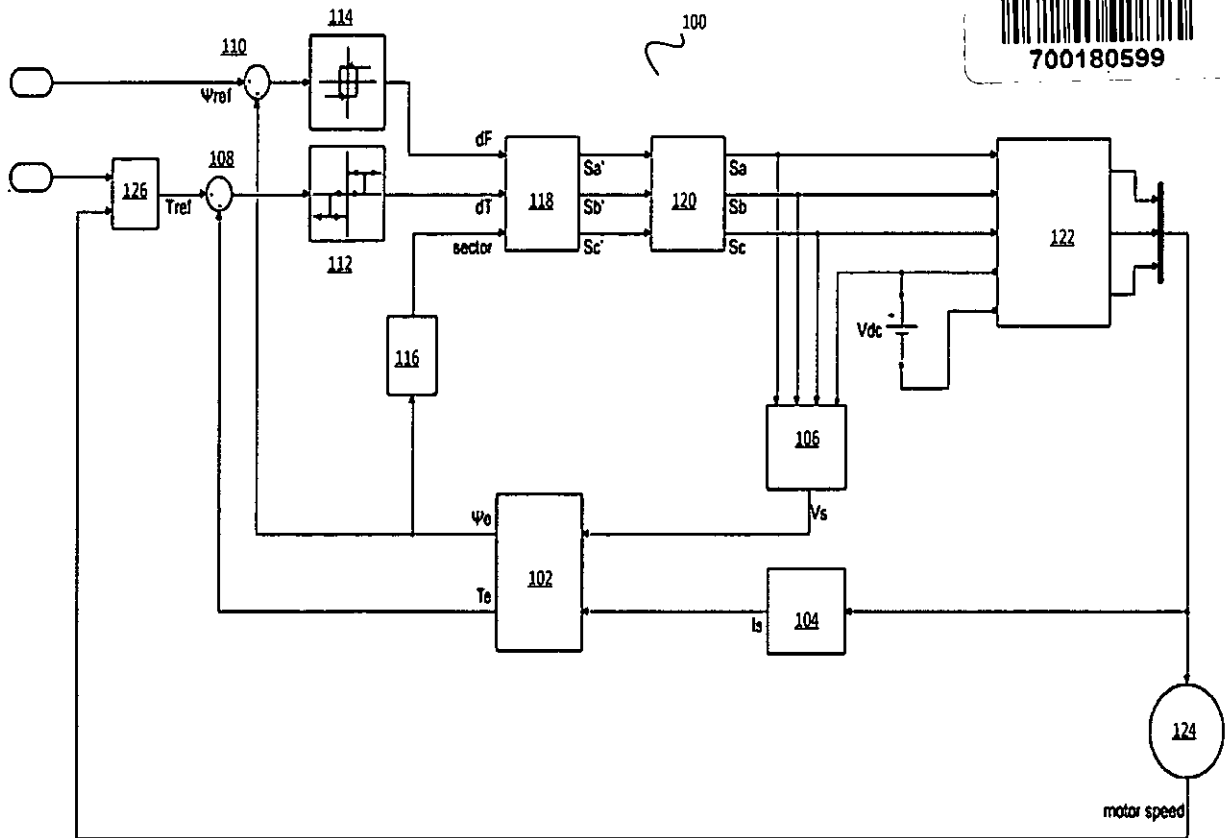 114
100
700180599
110
Ψref
108
dF
Sa'
Sa
126
Tref
dT
118
Sb'
120
Sb
122
sector
Sc'
Sc
112
+
Vdc
116
106
Ψe
Vs
102
Te
Is
104
124
motor speed